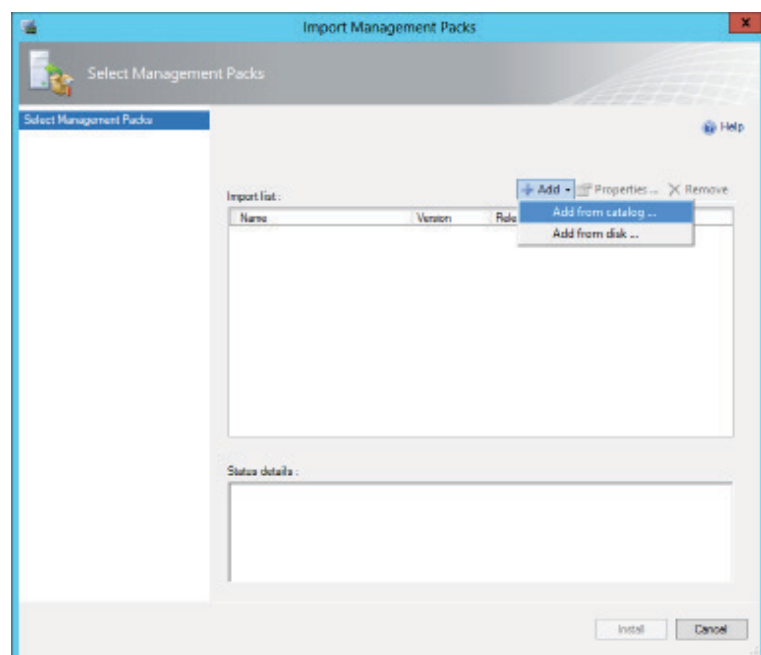 Import Management Packs
x
Select Management Packs
Select Management Packs
Help
Add Properties ... Remove
Import list :
Add from catalog ...
Name Version Rele
Add from disk ...
Status details :
Install Cancel